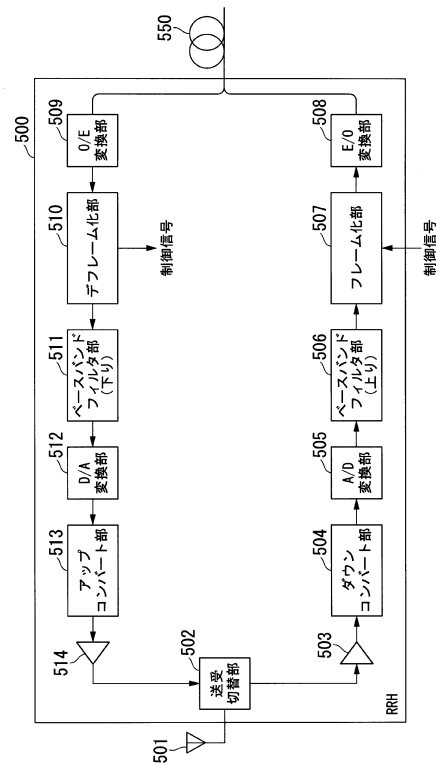 500
550
509
O/E
変換部
510
デフレーム化部
制御信号
511
ベースバンド
フィルタ部
(下り)
512
D/A
変換部
513
アップ
コンバート部
514
502
送受
切替部
501
503
504
ダウン
コンバート部
505
A/D
変換部
506
ベースバンド
フィルタ部
(上り)
507
フレーム化部
制御信号
508
E/O
変換部
RRH